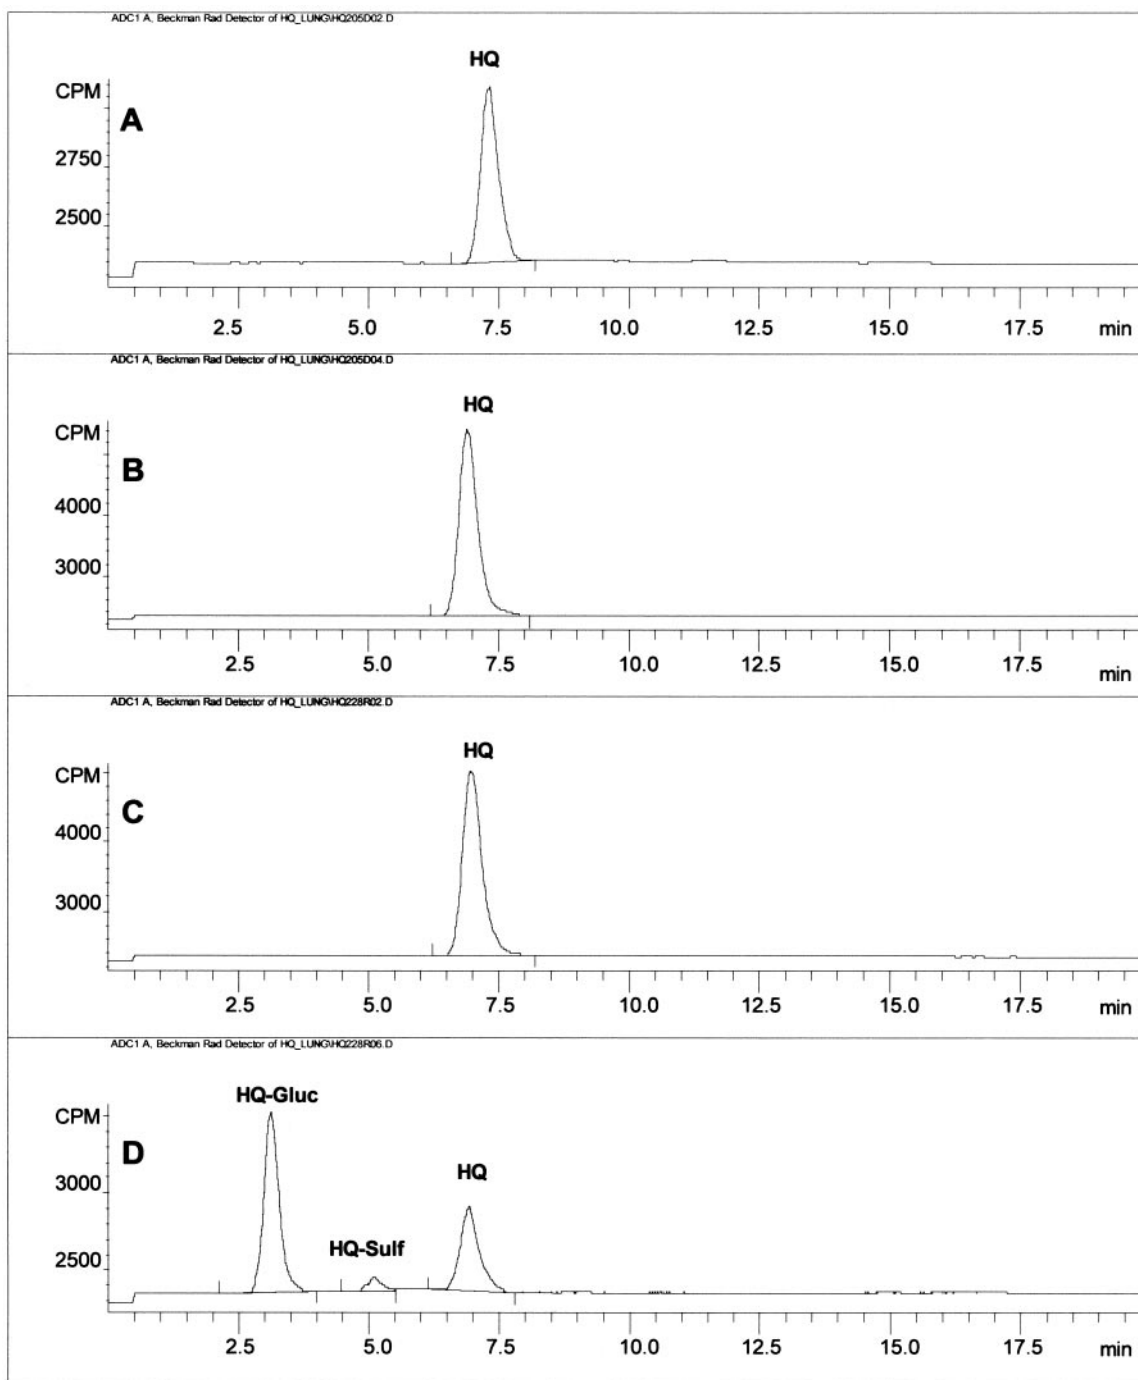 ADC1 A, Beckman Rad Detector of HQ_LUNG\HQ205D02.D
HQ
CPM
A
2750
2500
2.5 5.0 7.5 10.0 12.5 15.0 17.5 min
ADC1 A, Beckman Rad Detector of HQ_LUNG\HQ205D04.D
HQ
CPM
B
4000
3000
2.5 5.0 7.5 10.0 12.5 15.0 17.5 min
ADC1 A, Beckman Rad Detector of HQ_LUNG\HQ228R02.D
HQ
CPM
C
4000
3000
2.5 5.0 7.5 10.0 12.5 15.0 17.5 min
ADC1 A, Beckman Rad Detector of HQ_LUNG\HQ228R06.D
HQ-Gluc
CPM
D
HQ
3000
HQ-Sulf
2500
2.5 5.0 7.5 10.0 12.5 15.0 17.5 min